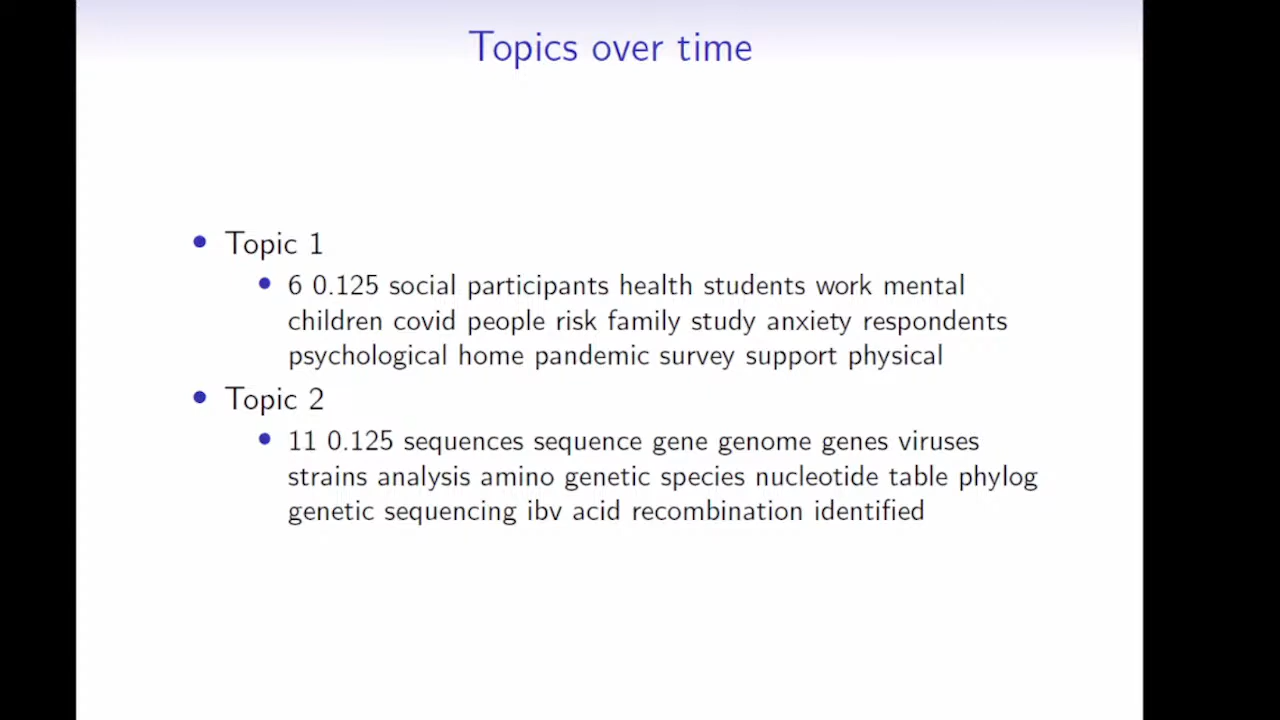 Topics over time
Topic 1
6 0.125 social participants health students work mental
children covid people risk family study anxiety respondents
psychological home pandemic survey support physical
Topic 2
11 0.125 sequences sequence gene genome genes viruses
strains analysis amino genetic species nucleotide table phylog
genetic sequencing ibv acid recombination identified